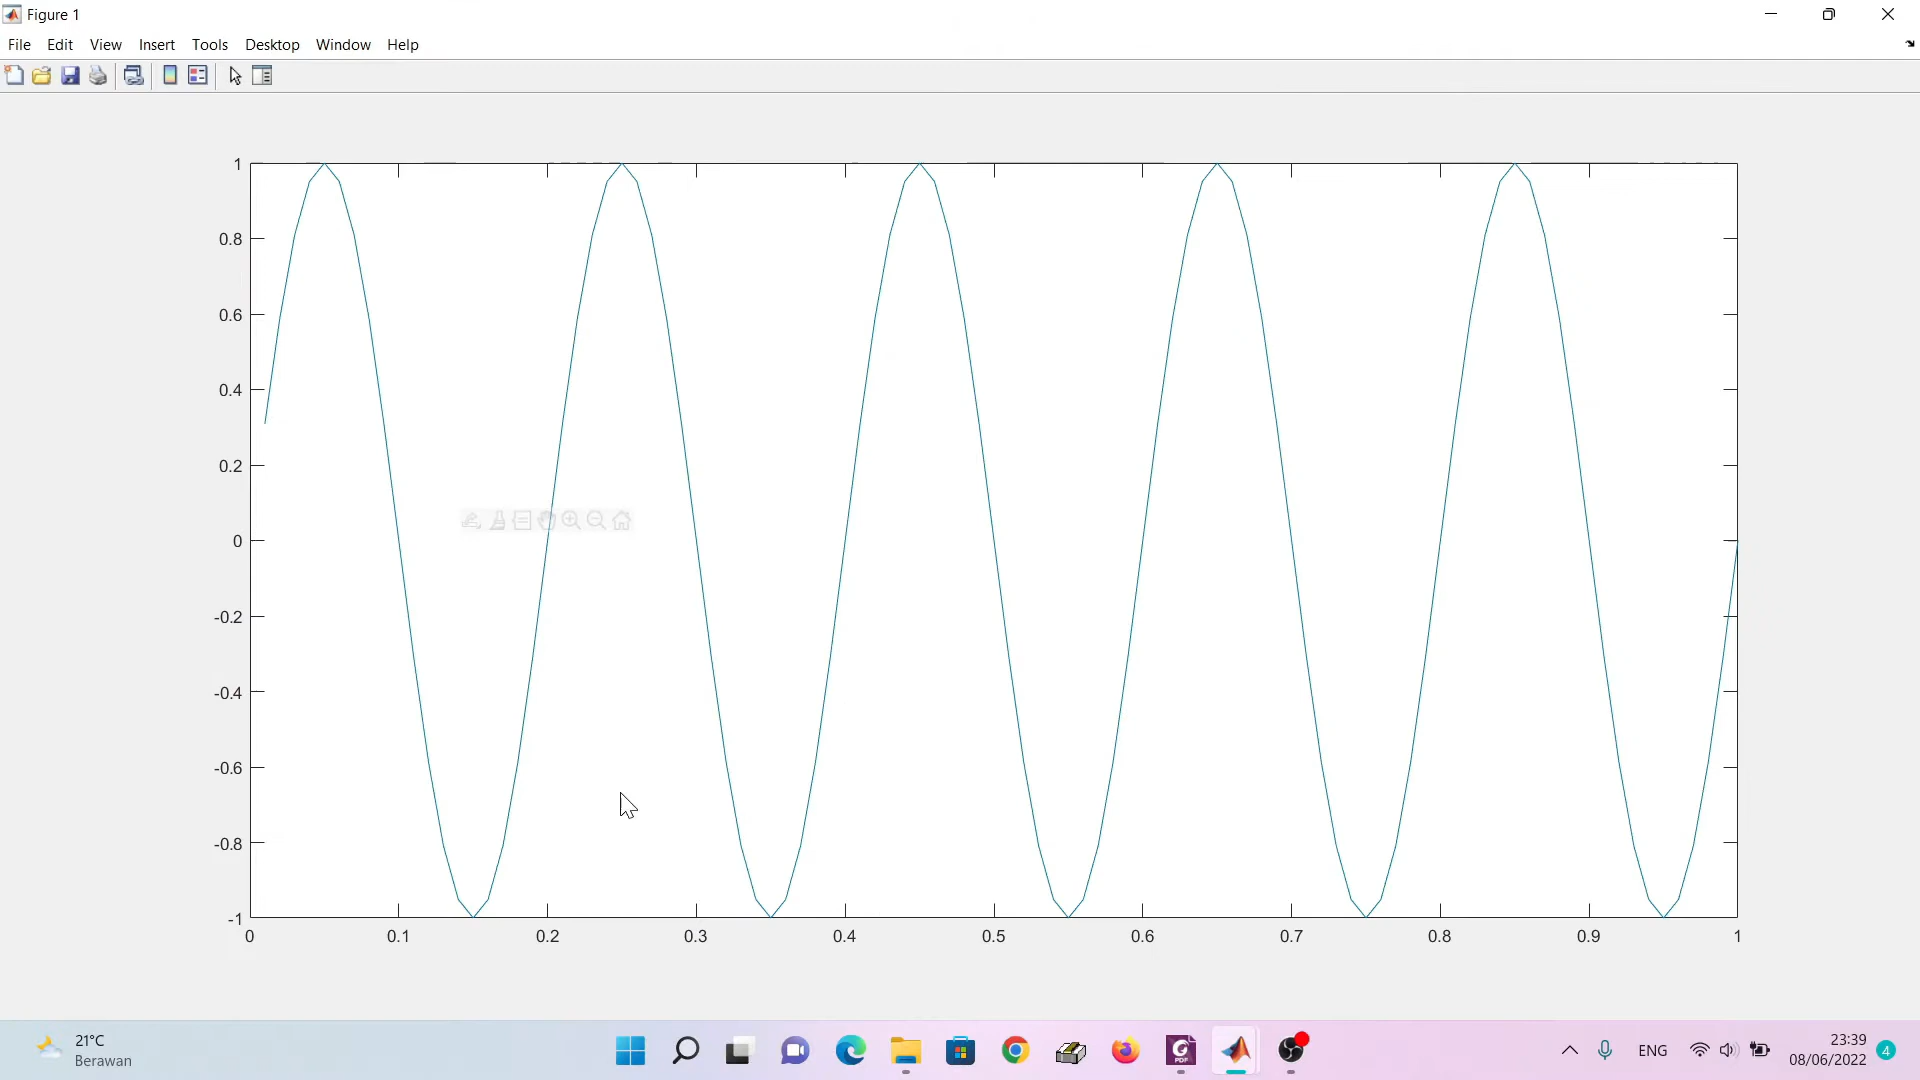 Figure 1
File Edit View Insert Tools Desktop Window Help
1
0.8
0.6
0.4
0.2
0
-0.2
-0.4
-0.6
-0.8
-1
0 0.1 0.2 0.3 0.4 0.5 0.6 0.7 0.8 0.9 1
21°C
Berawan
PDF
ENG
23:39
08/06/2022
4